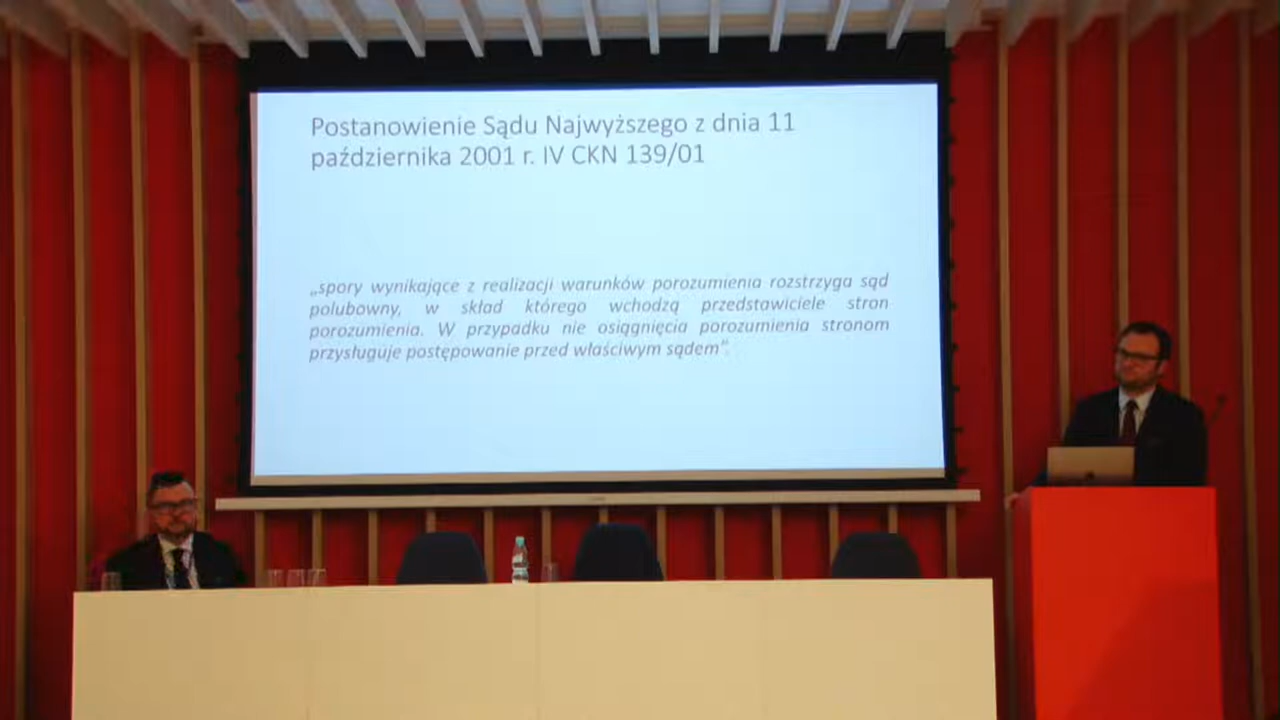 Postanowienie Sądu Najwyższego z dnia 11
października 2001 r. IV CKN 139/01
„spory wynikające z realizacji warunków porozumienia rozstrzyga sąd
polubowny, w skład którego wchodzą przedstawiciele stron
porozumienia. W przypadku nie osiągnięcia porozumienia stronom
przysługuje postępowanie przed właściwym sądem”.